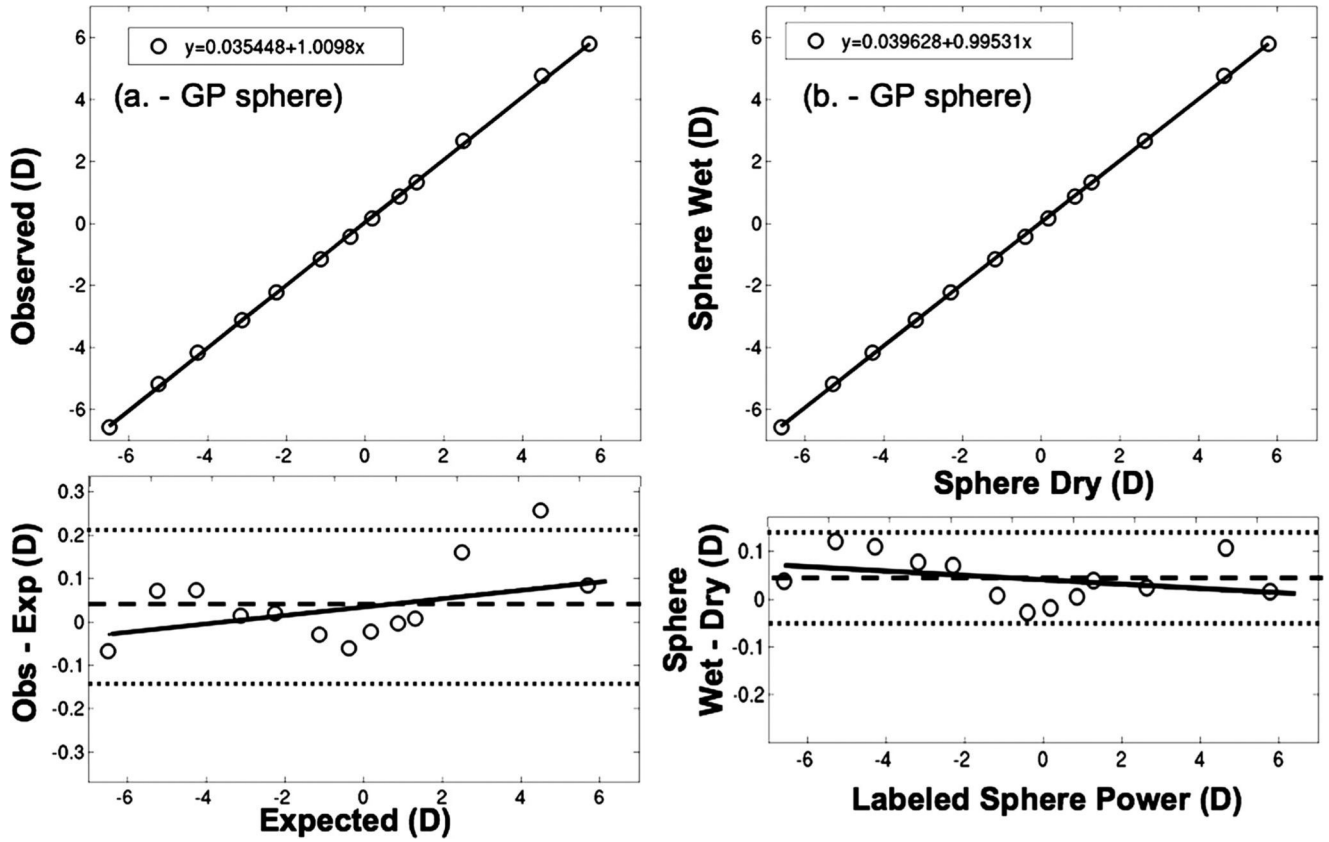 y=0.035448+1.0098x
(a. - GP sphere)
Observed (D)
6
4
2
0
-2
-4
-6
-6 -4 -2 0 2 4 6
y=0.039628+0.99531x
(b. - GP sphere)
Sphere Wet (D)
6
4
2
0
-2
-4
-6
-6 -4 -2 0 2 4 6
Sphere Dry (D)
Obs - Exp (D)
0.3
0.2
0.1
0
-0.1
-0.2
-0.3
-6 -4 -2 0 2 4 6
Expected (D)
Sphere
Wet - Dry (D)
0.1
0
0.1
0.2
-6 -4 -2 0 2 4 6
Labeled Sphere Power (D)